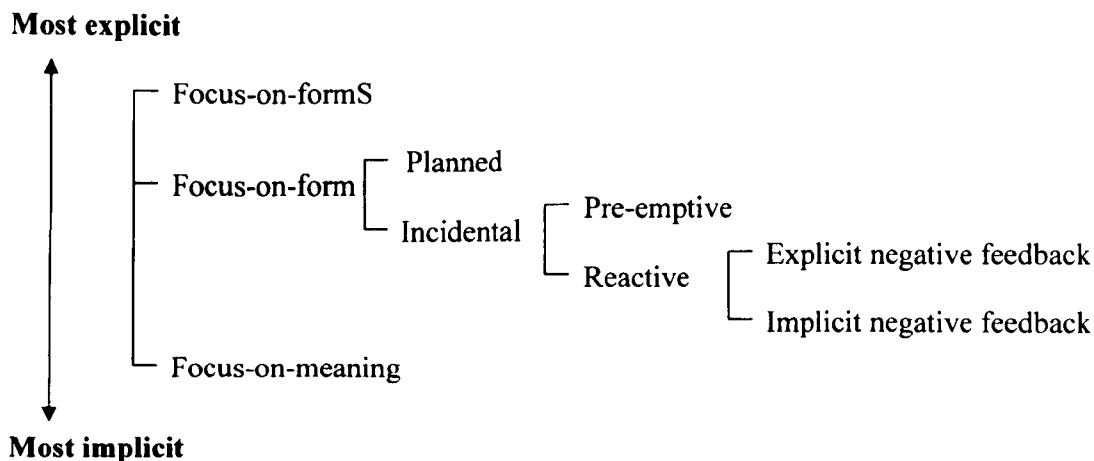 Most explicit
Focus-on-formS
Planned
Focus-on-form
Pre-emptive
Incidental
Explicit negative feedback
Reactive
Implicit negative feedback
Focus-on-meaning
Most implicit